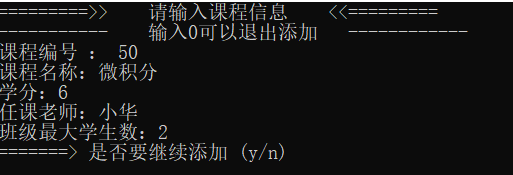 =========>>    请输入课程信息    <<=========
------------    输入0可以退出添加    ------------
课程编号 ： 50
课程名称：微积分
学分：6
任课老师：小华
班级最大学生数：2
=======> 是否要继续添加 (y/n)